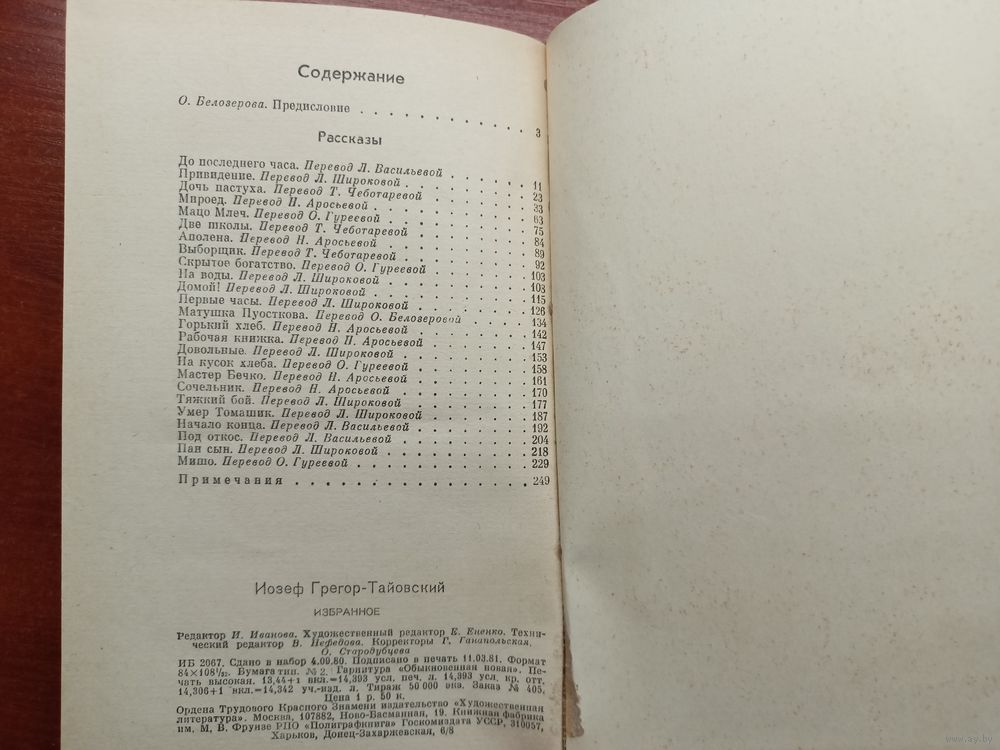 Содержание
О. Белозерова. Предисловие . . . . . . . . . . . . 3
Рассказы
До последнего часа. Перевод Л. Васильевой . . . . . . 11
Привидение. Перевод Л. Широковой . . . . . . . . 23
Дочь пастуха. Перевод Т. Чеботаревой . . . . . . . 33
Мироед. Перевод Н. Аросьевой . . . . . . . . . 63
Мацо Млеч. Перевод О. Гуреевой . . . . . . . . 75
Две школы. Перевод Т. Чеботаревой . . . . . . . 84
Аполена. Перевод Н. Аросьевой . . . . . . . . 89
Выборщик. Перевод Т. Чеботаревой . . . . . . . 92
Скрытое богатство. Перевод О. Гуреевой . . . . . . 103
На воды. Перевод Л. Широковой . . . . . . . . 108
Домой! Перевод Л. Широковой . . . . . . . . . 115
Первые часы. Перевод Л. Широковой . . . . . . . 126
Матушка Пуосткова. Перевод О. Белозеровой . . . . . 134
Горький хлеб. Перевод Н. Аросьевой . . . . . . . 142
Рабочая книжка. Перевод Н. Аросьевой . . . . . . 147
Довольные. Перевод Л. Широковой . . . . . . . . 153
На кусок хлеба. Перевод О. Гуреевой . . . . . . . 158
Мастер Бечко. Перевод Н. Аросьевой . . . . . . . 161
Сочельник. Перевод Н. Аросьевой . . . . . . . . 170
Тяжкий бой. Перевод Л. Широковой . . . . . . . 177
Умер Томашик. Перевод Л. Широковой . . . . . . 187
Начало конца. Перевод Л. Васильевой . . . . . . . 192
Под откос. Перевод Л. Васильевой . . . . . . . . 204
Пан сын. Перевод Л. Широковой . . . . . . . . 218
Мишо. Перевод О. Гуреевой . . . . . . . . . 229
Примечания . . . . . . . . . . . . . . . 249
Иозеф Грегор-Тайовский
ИЗБРАННОЕ
Редактор И. Иванова. Художественный редактор Е. Ененко. Техни-
ческий редактор В. Нефедова. Корректоры Г. Ганапольская,
О. Стародубцева
ИБ 2067. Сдано в набор 4.09.80. Подписано в печать 11.03.81. Формат
84×108¹/₃₂. Бумага тип. № 2. Гарнитура «Обыкновенная новая». Пе-
чать высокая. 13,44+1 вкл.=14,393 усл. печ. л. 14,393 усл. кр. отт.
14,306+1 вкл.=14,342 уч.-изд. л. Тираж 50 000 экз. Заказ № 405.
Цена 1 р. 50 к.
Ордена Трудового Красного Знамени издательство «Художественная
литература». Москва, 107882, Ново-Басманная, 19. Книжная фабрика
им. М. В. Фрунзе РПО «Полиграфкнига» Госкомиздата УССР, 310057,
Харьков, Донец-Захаржевская, 6/8
www.ay.by